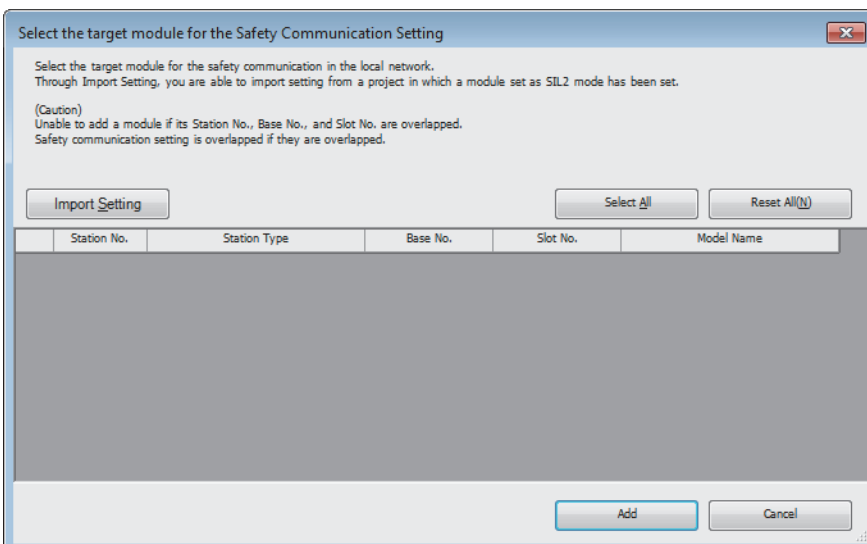 Select the target module for the Safety Communication Setting
Select the target module for the safety communication in the local network.
Through Import Setting, you are able to import setting from a project in which a module set as SIL2 mode has been set.
(Caution)
Unable to add a module if its Station No., Base No., and Slot No. are overlapped.
Safety communication setting is overlapped if they are overlapped.
Import Setting Select All Reset All(N)
Station No. Station Type Base No. Slot No. Model Name
Add Cancel